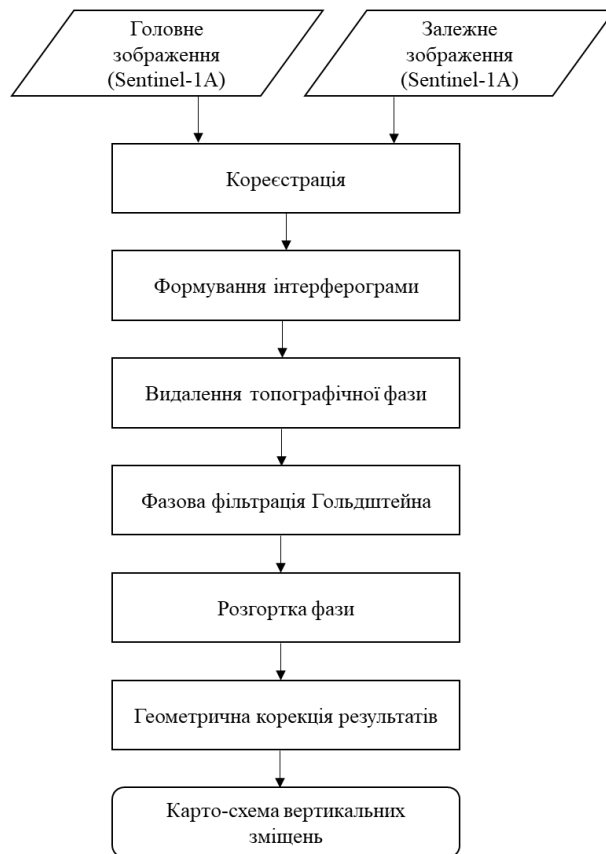 Головне
зображення
(Sentinel-1A)
Залежне
зображення
(Sentinel-1A)
Кореєстрація
Формування інтерферограми
Видалення топографічної фази
Фазова фільтрація Гольдштейна
Розгортка фази
Геометрична корекція результатів
Карто-схема вертикальних
зміщень